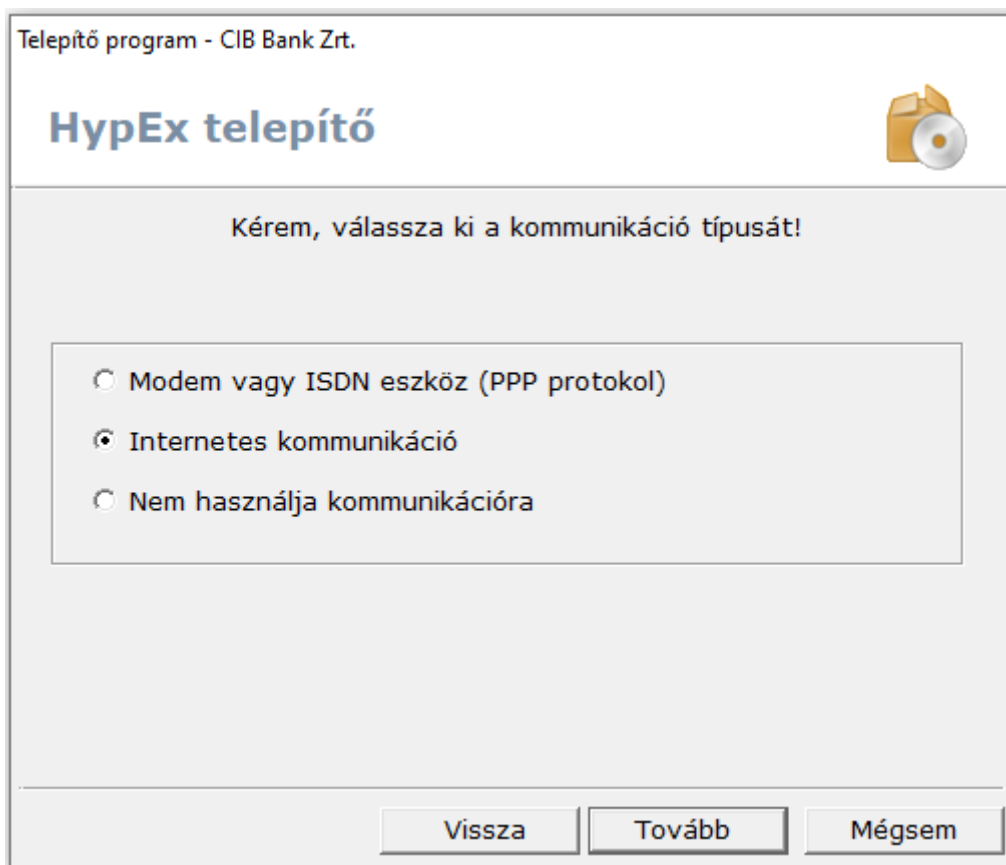 Telepítő program - CIB Bank Zrt.
HypEx telepítő
Kérem, válassza ki a kommunikáció típusát!
Modem vagy ISDN eszköz (PPP protokol)
Internetes kommunikáció
Nem használja kommunikációra
Vissza
Tovább
Mégsem